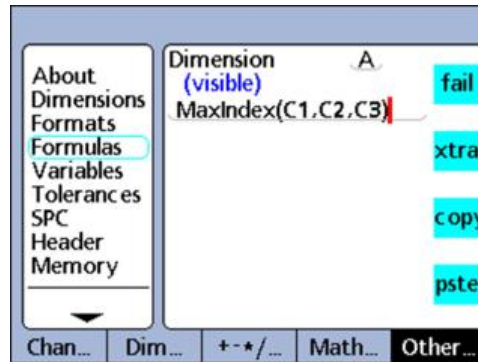 About
Dimensions
Formats
Formulas
Variables
Tolerances
SPC
Header
Memory
Dimension A
(visible)
MaxIndex(C1,C2,C3)
fail
xtra
copy
pste
Chan... Dim... +-*/... Math... Other...